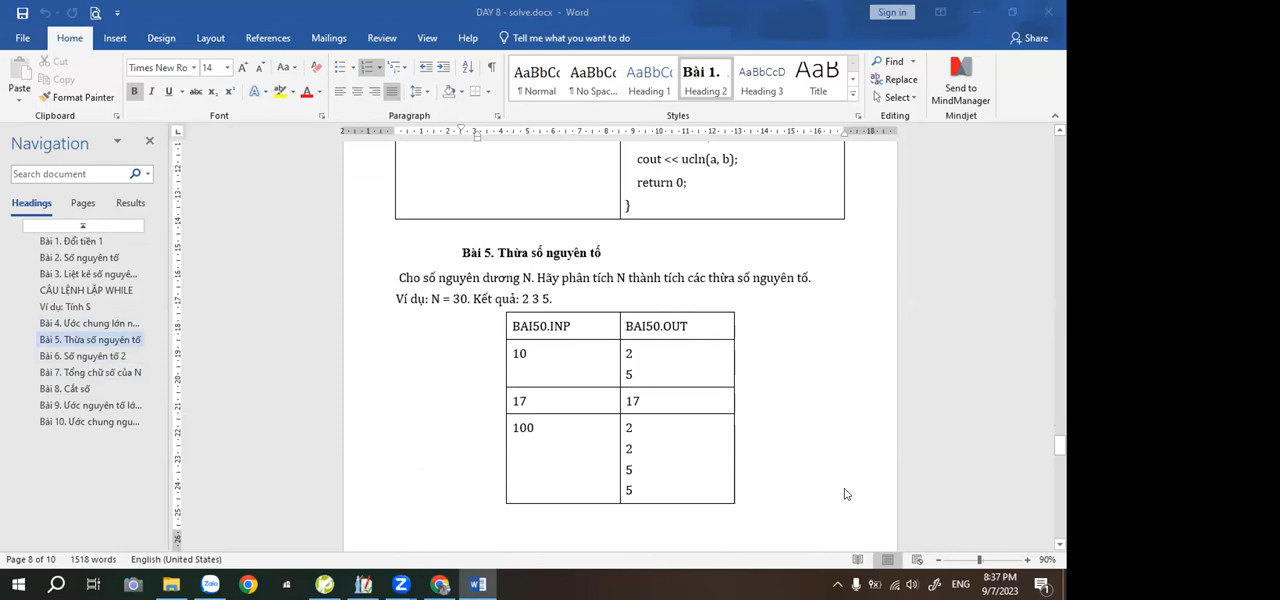 DAY 8 - solve.docx - Word
Sign in
File Home Insert Design Layout References Mailings Review View Help Tell me what you want to do Share
Paste
Cut
Copy
Format Painter
Clipboard
Times New Ro 14
Font
Paragraph
AaBbCc AaBbCc AaBbCc Bài 1. AaBbCcD AaB
¶ Normal ¶ No Spac... Heading 1 Heading 2 Heading 3 Title
Styles
Find
Replace
Select
Editing
Send to
MindManager
Mindjet
Navigation
Search document
Headings Pages Results
Bài 1. Đổi tiền 1
Bài 2. Số nguyên tố
Bài 3. Liệt kê số nguyê...
CÂU LỆNH LẶP WHILE
Ví dụ: Tính S
Bài 4. Ước chung lớn n...
Bài 5. Thừa số nguyên tố
Bài 6. Số nguyên tố 2
Bài 7. Tổng chữ số của N
Bài 8. Cắt số
Bài 9. Ước nguyên tố lớ...
Bài 10. Ước chung ngu...
cout << ucln(a, b);
return 0;
}
Bài 5. Thừa số nguyên tố
Cho số nguyên dương N. Hãy phân tích N thành tích các thừa số nguyên tố.
Ví dụ: N = 30. Kết quả: 2 3 5.
BAI50.INP BAI50.OUT
10 2
5
17 17
100 2
2
5
5
Page 8 of 10 1518 words English (United States) 90%
ENG 8:37 PM
9/7/2023